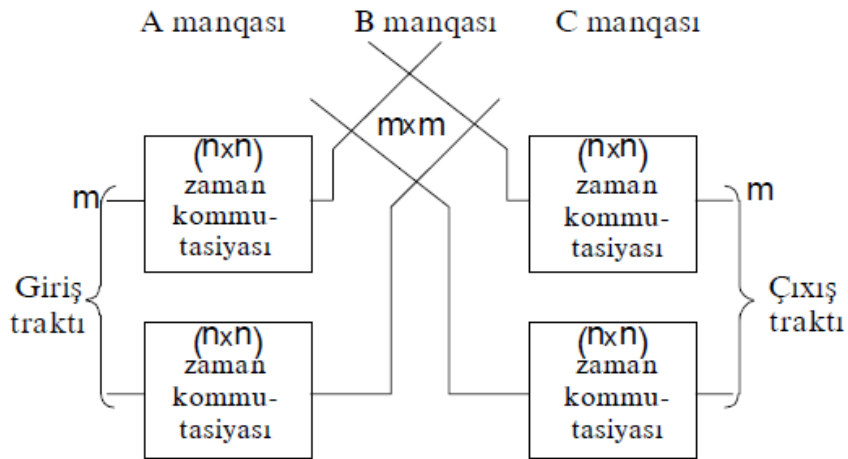 A manqası B manqası C manqası
m×m
(n×n)
zaman
kommu-
tasiyası
(n×n)
zaman
kommu-
tasiyası
m
m
Giriş
traktı
Çıxış
traktı
(n×n)
zaman
kommu-
tasiyası
(n×n)
zaman
kommu-
tasiyası